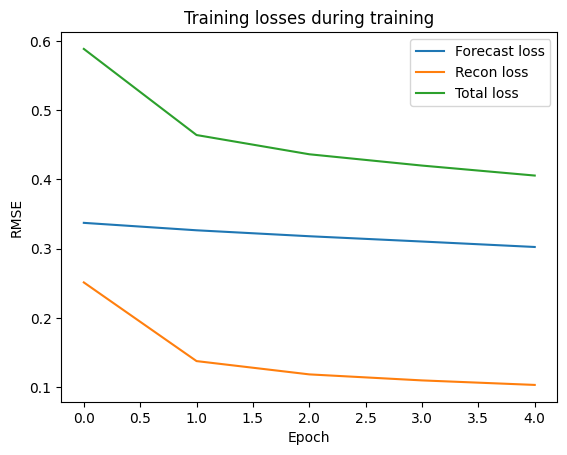 Training losses during training
0.6
0.5
0.4
0.3
0.2
0.1
RMSE
Forecast loss
Recon loss
Total loss
0.0 0.5 1.0 1.5 2.0 2.5 3.0 3.5 4.0
Epoch